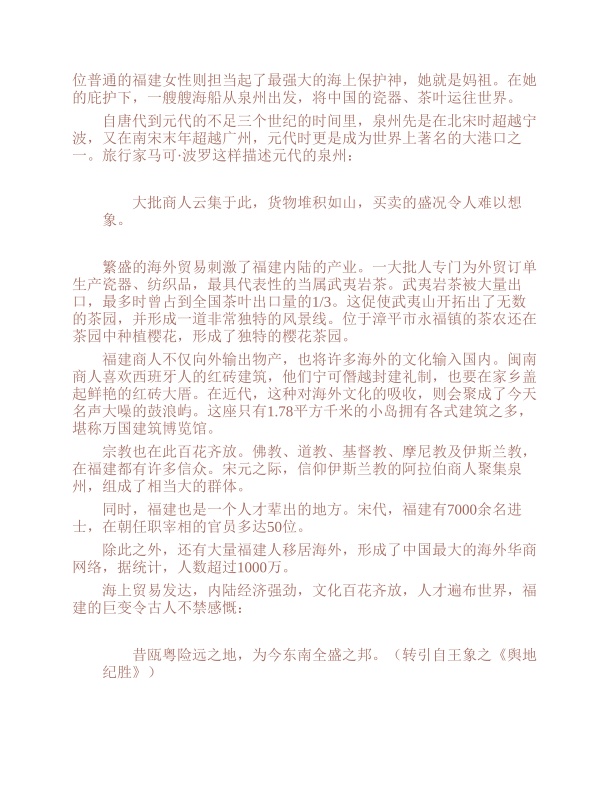 位普通的福建女性则担当起了最强大的海上保护神，她就是妈祖。在她
的庇护下，一艘艘海船从泉州出发，将中国的瓷器、茶叶运往世界。
自唐代到元代的不足三个世纪的时间里，泉州先是在北宋时超越宁
波，又在南宋末年超越广州，元代时更是成为世界上著名的大港口之
一。旅行家马可·波罗这样描述元代的泉州：
大批商人云集于此，货物堆积如山，买卖的盛况令人难以想
象。
繁盛的海外贸易刺激了福建内陆的产业。一大批人专门为外贸订单
生产瓷器、纺织品，最具代表性的当属武夷岩茶。武夷岩茶被大量出
口，最多时曾占到全国茶叶出口量的1/3。这促使武夷山开拓出了无数
的茶园，并形成一道非常独特的风景线。位于漳平市永福镇的茶农还在
茶园中种植樱花，形成了独特的樱花茶园。
福建商人不仅向外输出物产，也将许多海外的文化输入国内。闽南
商人喜欢西班牙人的红砖建筑，他们宁可僭越封建礼制，也要在家乡盖
起鲜艳的红砖大厝。在近代，这种对海外文化的吸收，则会聚成了今天
名声大噪的鼓浪屿。这座只有1.78平方千米的小岛拥有各式建筑之多，
堪称万国建筑博览馆。
宗教也在此百花齐放。佛教、道教、基督教、摩尼教及伊斯兰教，
在福建都有许多信众。宋元之际，信仰伊斯兰教的阿拉伯商人聚集泉
州，组成了相当大的群体。
同时，福建也是一个人才辈出的地方。宋代，福建有7000余名进
士，在朝任职宰相的官员多达50位。
除此之外，还有大量福建人移居海外，形成了中国最大的海外华商
网络，据统计，人数超过1000万。
海上贸易发达，内陆经济强劲，文化百花齐放，人才遍布世界，福
建的巨变令古人不禁感慨：
昔瓯粤险远之地，为今东南全盛之邦。（转引自王象之《舆地
纪胜》）